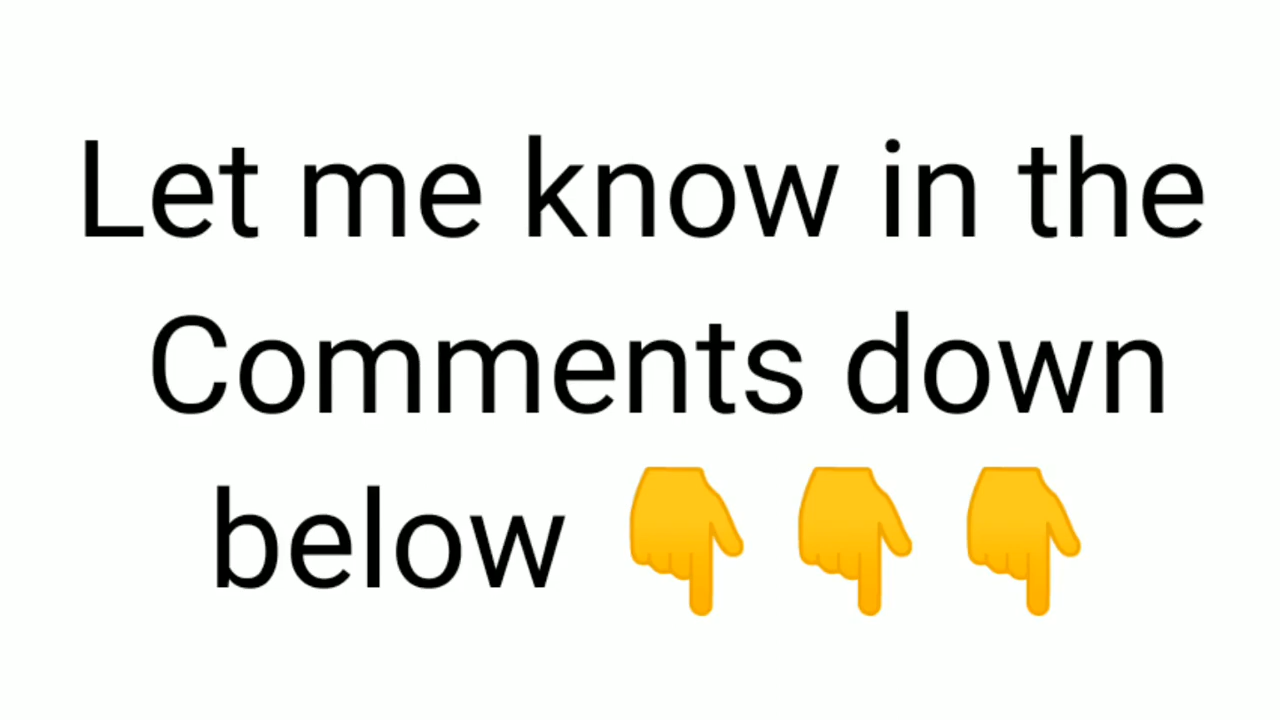 Let me know in the
Comments down
below 👇 👇 👇